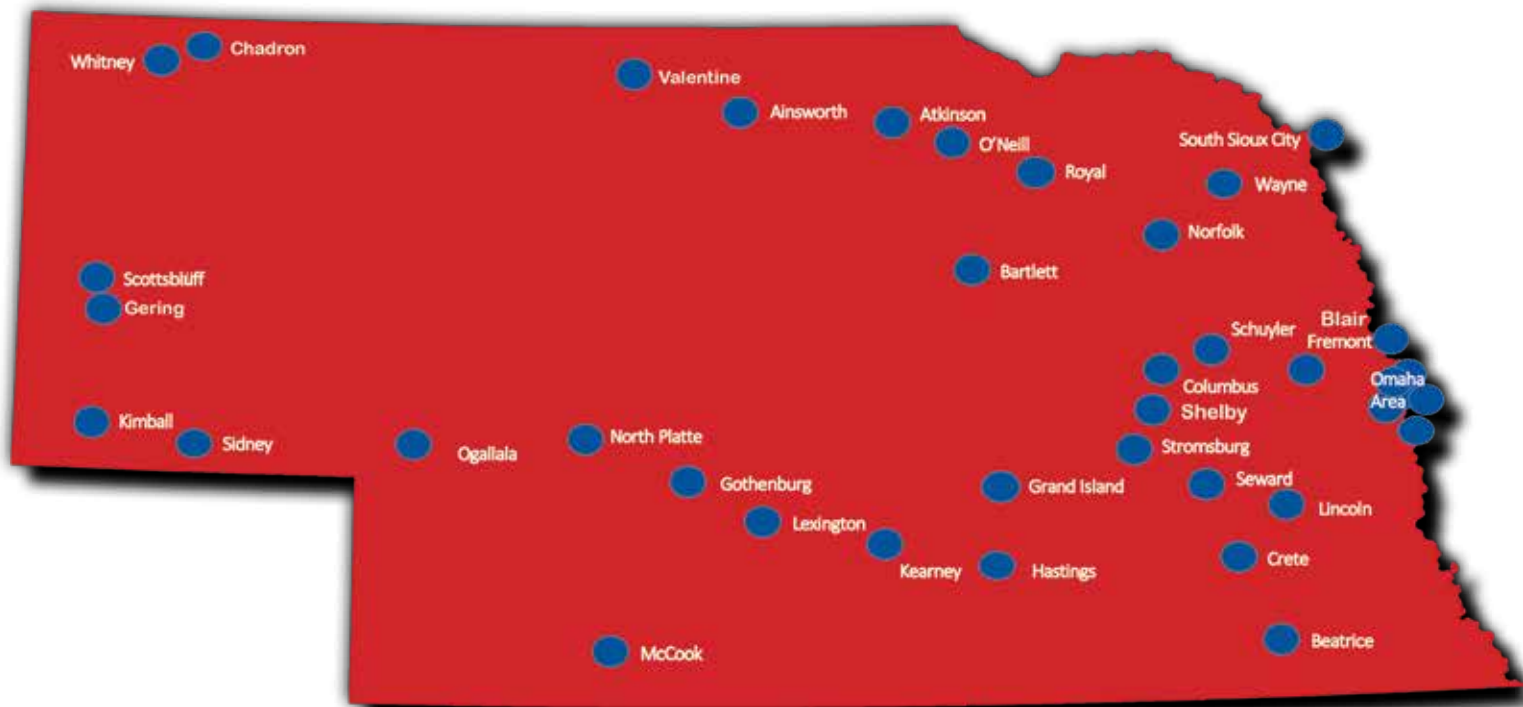 Whitney
Chadron
Valentine
Ainsworth
Atkinson
O'Neill
Royal
South Sioux City
Wayne
Norfolk
Bartlett
Scottsbluff
Gering
Schuyler
Blair
Fremont
Columbus
Omaha
Area
Shelby
Kimball
Sidney
Ogallala
North Platte
Stromsburg
Gothenburg
Grand Island
Seward
Lincoln
Lexington
Kearney
Hastings
Crete
McCook
Beatrice